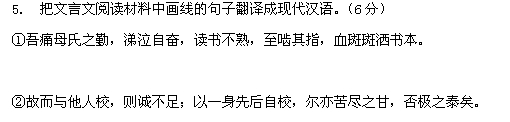 5. 把文言文阅读材料中画线的句子翻译成现代汉语。(6分)
①吾痛母氏之勤，涕泣自奋，读书不熟，至啮其指，血斑斑洒书本。
②故而与他人校，则诚不足；以一身先后自校，尔亦苦尽之甘，否极之泰矣。